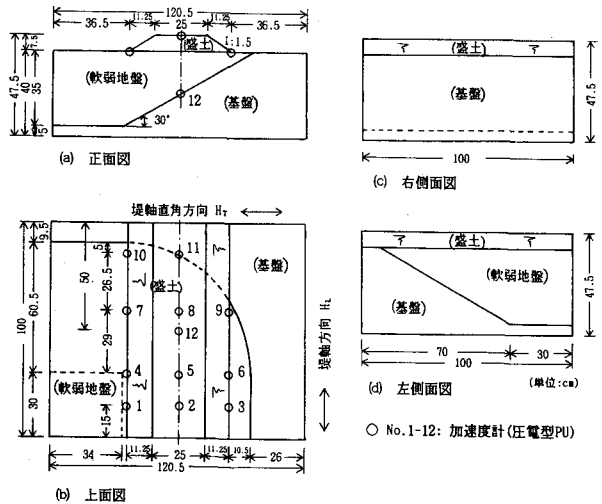 120.5
36.5
11.25
25
11.25
36.5
(盛土)
1:1.5
47.5
7.5
40
35
5
(軟弱地盤)
12
(基盤)
30°
(a) 正面図
(盛土)
(基盤)
47.5
100
(c) 右側面図
堤軸直角方向 H_T
9.5
5
50
10
11
(基盤)
26.5
(盛土)
60.5
7
8
9
12
100
29
堤軸方向 H_L
4
5
6
(軟弱地盤)
30
15
1
2
3
34
11.25
25
11.25
10.5
26
120.5
(b) 上面図
(盛土)
(軟弱地盤)
(基盤)
47.5
70
30
100
(d) 左側面図
(単位:cm)
○ No.1-12: 加速度計(圧電型PU)